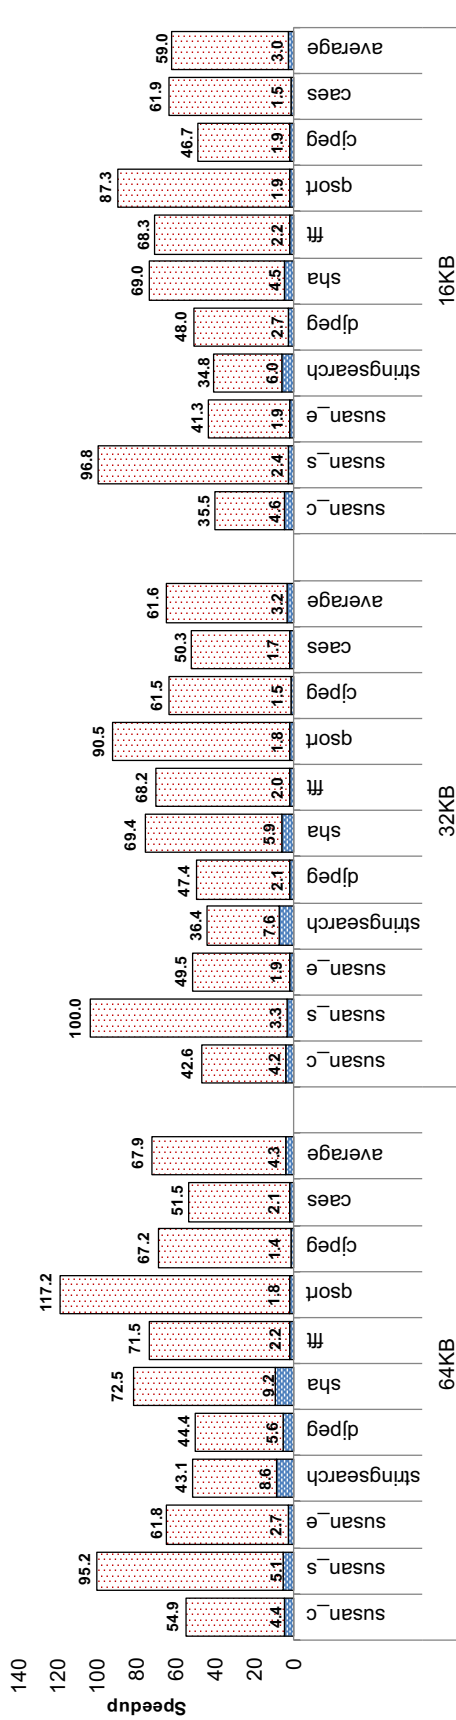 Speedup
140
120
100
80
60
40
20
0
54.9
95.2
61.8
43.1
44.4
72.5
71.5
117.2
67.2
51.5
67.9
4.4
5.1
2.7
8.6
5.6
9.2
2.2
1.8
1.4
2.1
4.3
susan_c
susan_s
susan_e
stringsearch
djpeg
sha
fft
qsort
cjpeg
caes
average
64KB
42.6
100.0
49.5
36.4
47.4
69.4
68.2
90.5
61.5
50.3
61.6
4.2
3.3
1.9
7.6
2.1
5.9
2.0
1.8
1.5
1.7
3.2
susan_c
susan_s
susan_e
stringsearch
djpeg
sha
fft
qsort
cjpeg
caes
average
32KB
35.5
96.8
41.3
34.8
48.0
69.0
68.3
87.3
46.7
61.9
59.0
4.6
2.4
1.9
6.0
2.7
4.5
2.2
1.9
1.9
1.5
3.0
susan_c
susan_s
susan_e
stringsearch
djpeg
sha
fft
qsort
cjpeg
caes
average
16KB